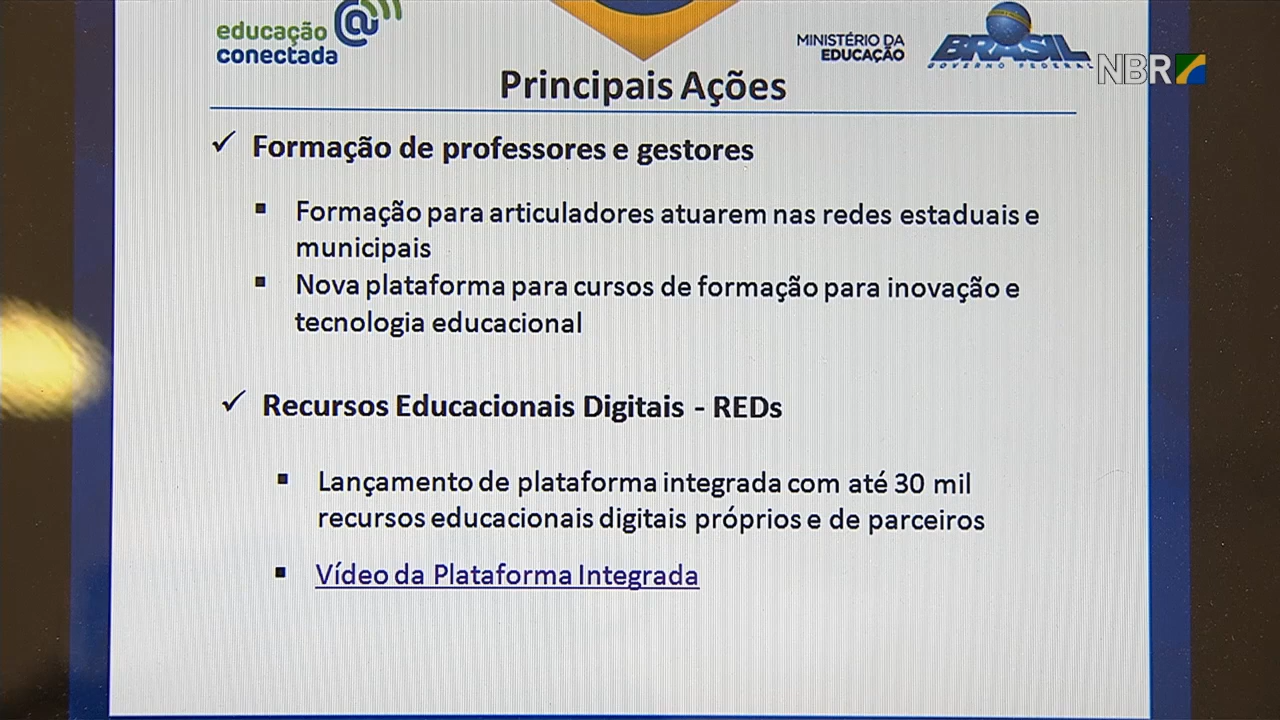 educação
conectada
MINISTÉRIO DA
EDUCAÇÃO
BRASIL
GOVERNO FEDERAL
NBR
Principais Ações
✓ Formação de professores e gestores
▪ Formação para articuladores atuarem nas redes estaduais e
municipais
▪ Nova plataforma para cursos de formação para inovação e
tecnologia educacional
✓ Recursos Educacionais Digitais - REDs
▪ Lançamento de plataforma integrada com até 30 mil
recursos educacionais digitais próprios e de parceiros
▪ Vídeo da Plataforma Integrada